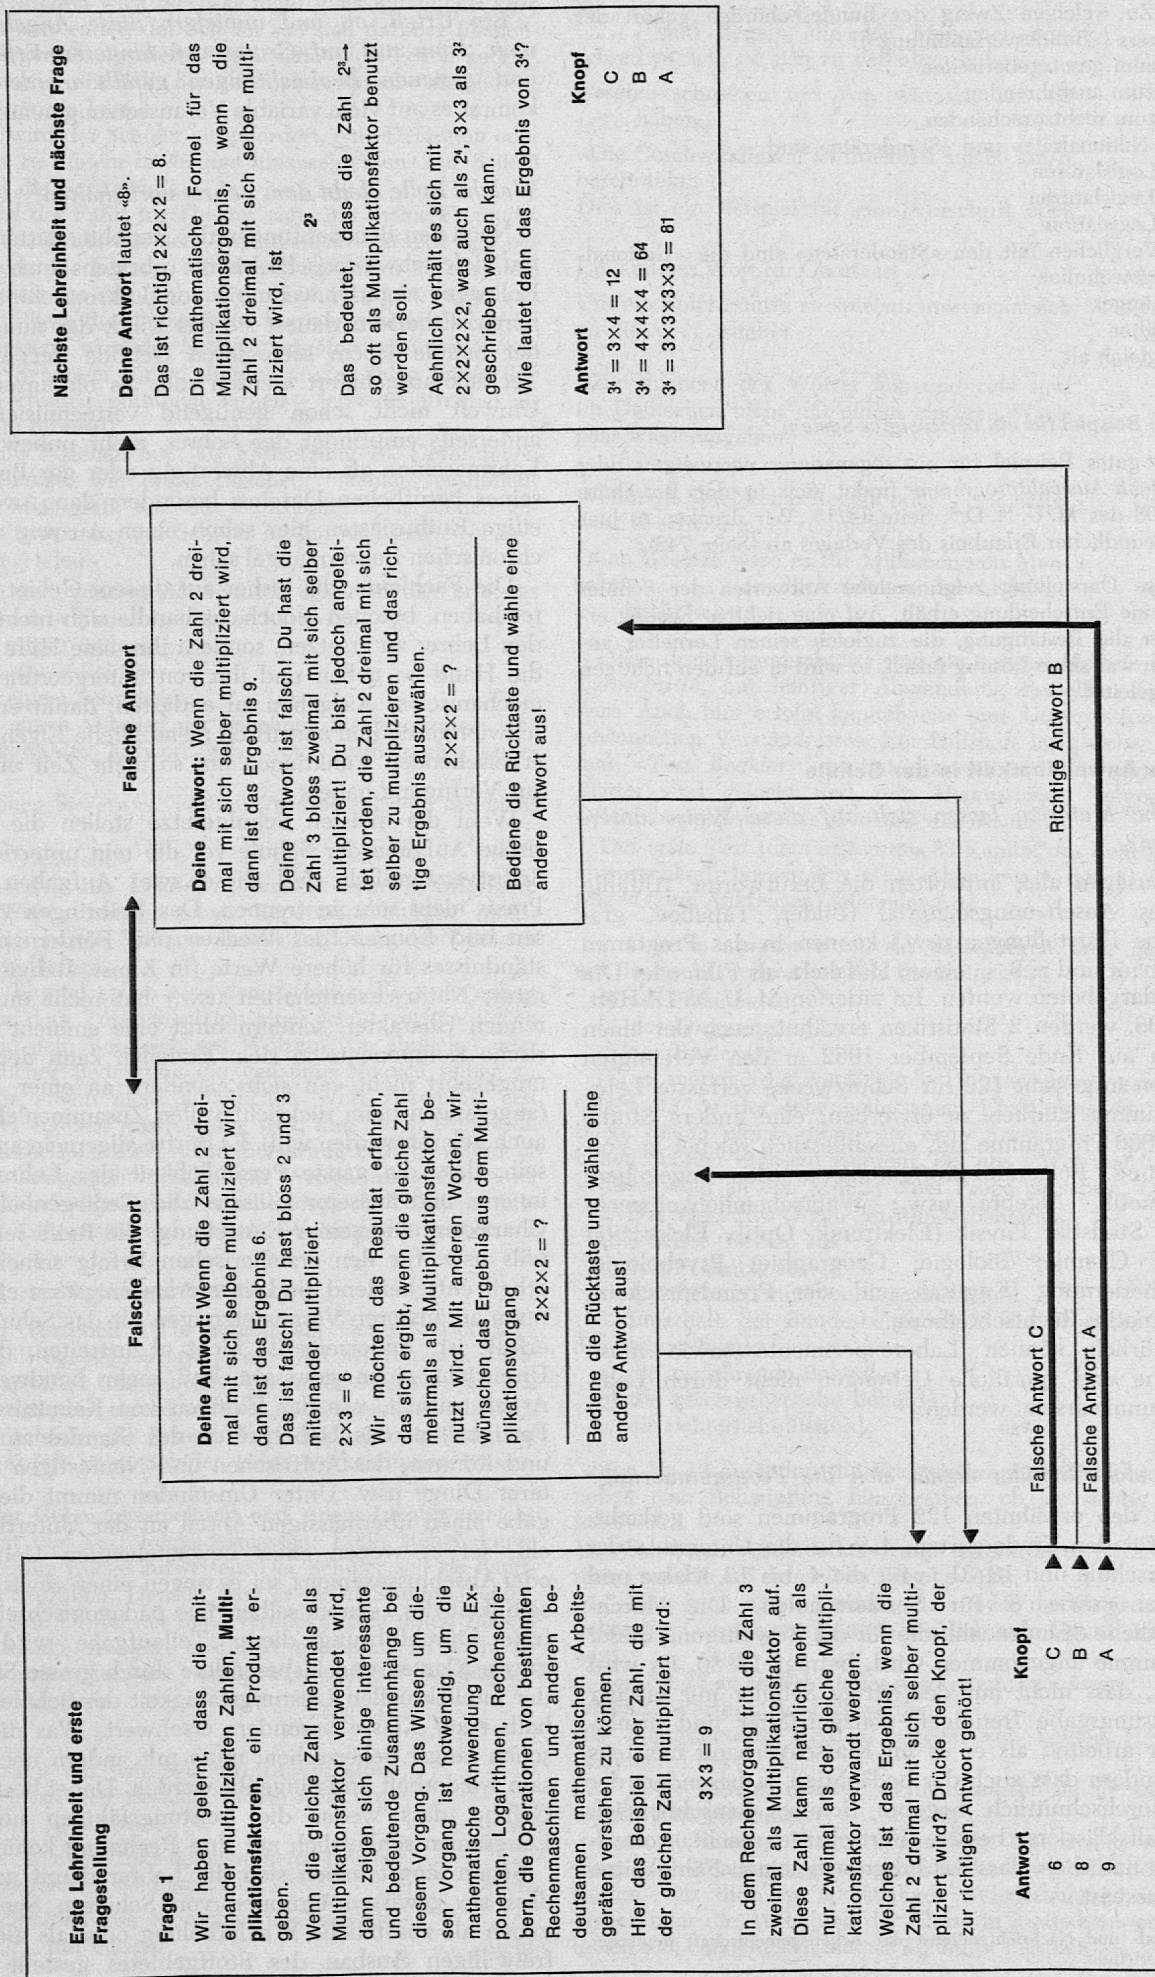 Erste Lehreinheit und erste
Fragestellung
Frage 1
Wir haben gelernt, dass die mit-
einander multiplizierten Zahlen, Multi-
plikationsfaktoren, ein Produkt er-
geben.
Wenn die gleiche Zahl mehrmals als
Multiplikationsfaktor verwendet wird,
dann zeigen sich einige interessante
und bedeutende Zusammenhänge bei
diesem Vorgang. Das Wissen um die-
sen Vorgang ist notwendig um die
mathematische Anwendung von Ex-
ponenten, Logarithmen, Rechenschie-
bern, die Operationen von bestimmten
Rechenmaschinen und anderen be-
deutsamen mathematischen Arbeits-
geräten verstehen zu können.
Hier das Beispiel einer Zahl, die mit
der gleichen Zahl multipliziert wird:
3×3 = 9
In dem Rechenvorgang tritt die Zahl 3
zweimal als Multiplikationsfaktor auf.
Diese Zahl kann natürlich mehr als
nur zweimal als der gleiche Multipli-
kationsfaktor verwandt werden.
Welches ist das Ergebnis, wenn die
Zahl 2 dreimal mit sich selber multi-
pliziert wird? Drücke den Knopf, der
zur richtigen Antwort gehört!
Antwort Knopf
6 C
8 B
9 A
Falsche Antwort
Deine Antwort: Wenn die Zahl 2 drei-
mal mit sich selber multipliziert wird,
dann ist das Ergebnis 6.
Das ist falsch! Du hast bloss 2 und 3
miteinander multipliziert.
2×3 = 6
Wir möchten das Resultat erfahren,
das sich ergibt, wenn die gleiche Zahl
mehrmals als Multiplikationsfaktor be-
nutzt wird. Mit anderen Worten, wir
wünschen das Ergebnis aus dem Multi-
plikationsvorgang
2×2×2 = ?
Bediene die Rücktaste und wähle eine
andere Antwort aus!
Falsche Antwort
Deine Antwort: Wenn die Zahl 2 drei-
mal mit sich selber multipliziert wird,
dann ist das Ergebnis 9.
Deine Antwort ist falsch! Du hast die
Zahl 3 bloss zweimal mit sich selber
multipliziert! Du bist jedoch angelei-
tet worden, die Zahl 2 dreimal mit sich
selber zu multiplizieren und das rich-
tige Ergebnis auszuwählen.
2×2×2 = ?
Bediene die Rücktaste und wähle eine
andere Antwort aus!
Falsche Antwort C
Falsche Antwort A
Richtige Antwort B
Nächste Lehreinheit und nächste Frage
Deine Antwort lautet «8».
Das ist richtig! 2×2×2 = 8.
Die mathematische Formel für das
Multiplikationsergebnis, wenn die
Zahl 2 dreimal mit sich selber multi-
pliziert wird, ist
2³
Das bedeutet, dass die Zahl 2³→
so oft als Multiplikationsfaktor benutzt
werden soll.
Aehnlich verhält es sich mit
2×2×2×2, was auch als 2⁴, 3×3 als 3²
geschrieben werden kann.
Wie lautet dann das Ergebnis von 3⁴?
Antwort Knopf
3⁴ = 3×4 = 12 C
3⁴ = 4×4×4 = 64 B
3⁴ = 3×3×3×3 = 81 A